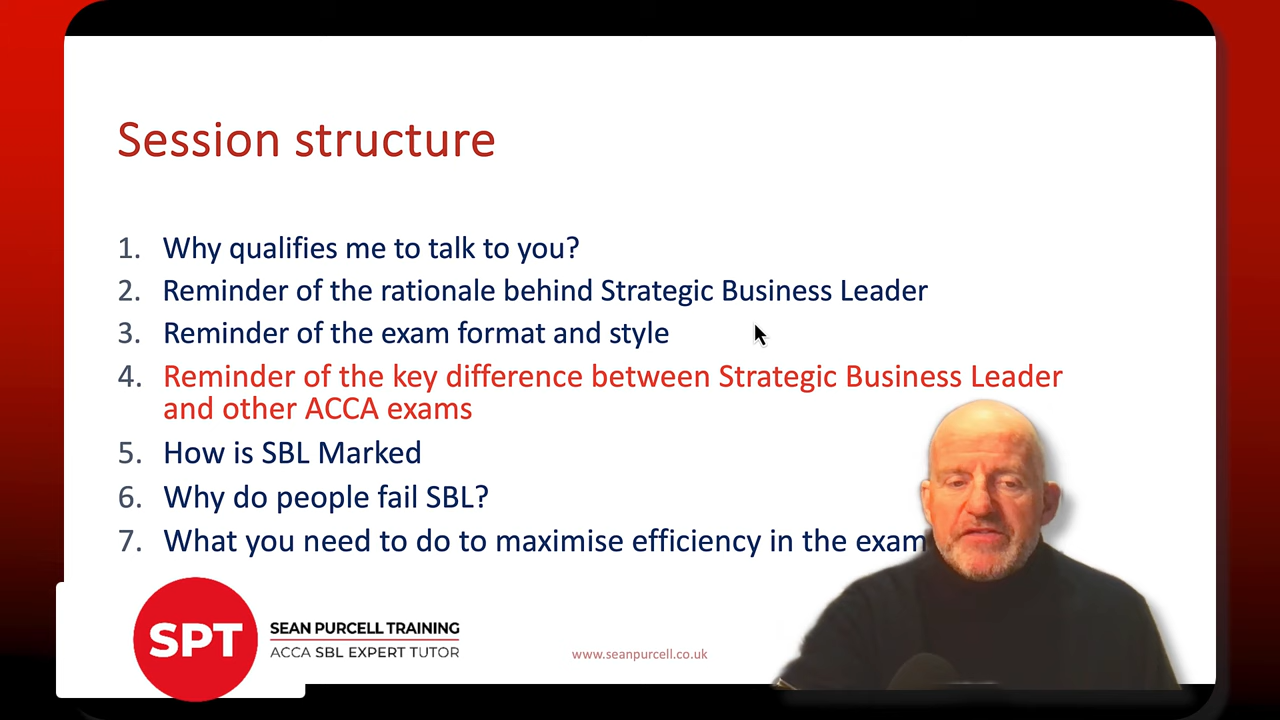 Session structure
1. Why qualifies me to talk to you?
2. Reminder of the rationale behind Strategic Business Leader
3. Reminder of the exam format and style
4. Reminder of the key difference between Strategic Business Leader
and other ACCA exams
5. How is SBL Marked
6. Why do people fail SBL?
7. What you need to do to maximise efficiency in the exam
SPT
SEAN PURCELL TRAINING
ACCA SBL EXPERT TUTOR
www.seanpurcell.co.uk